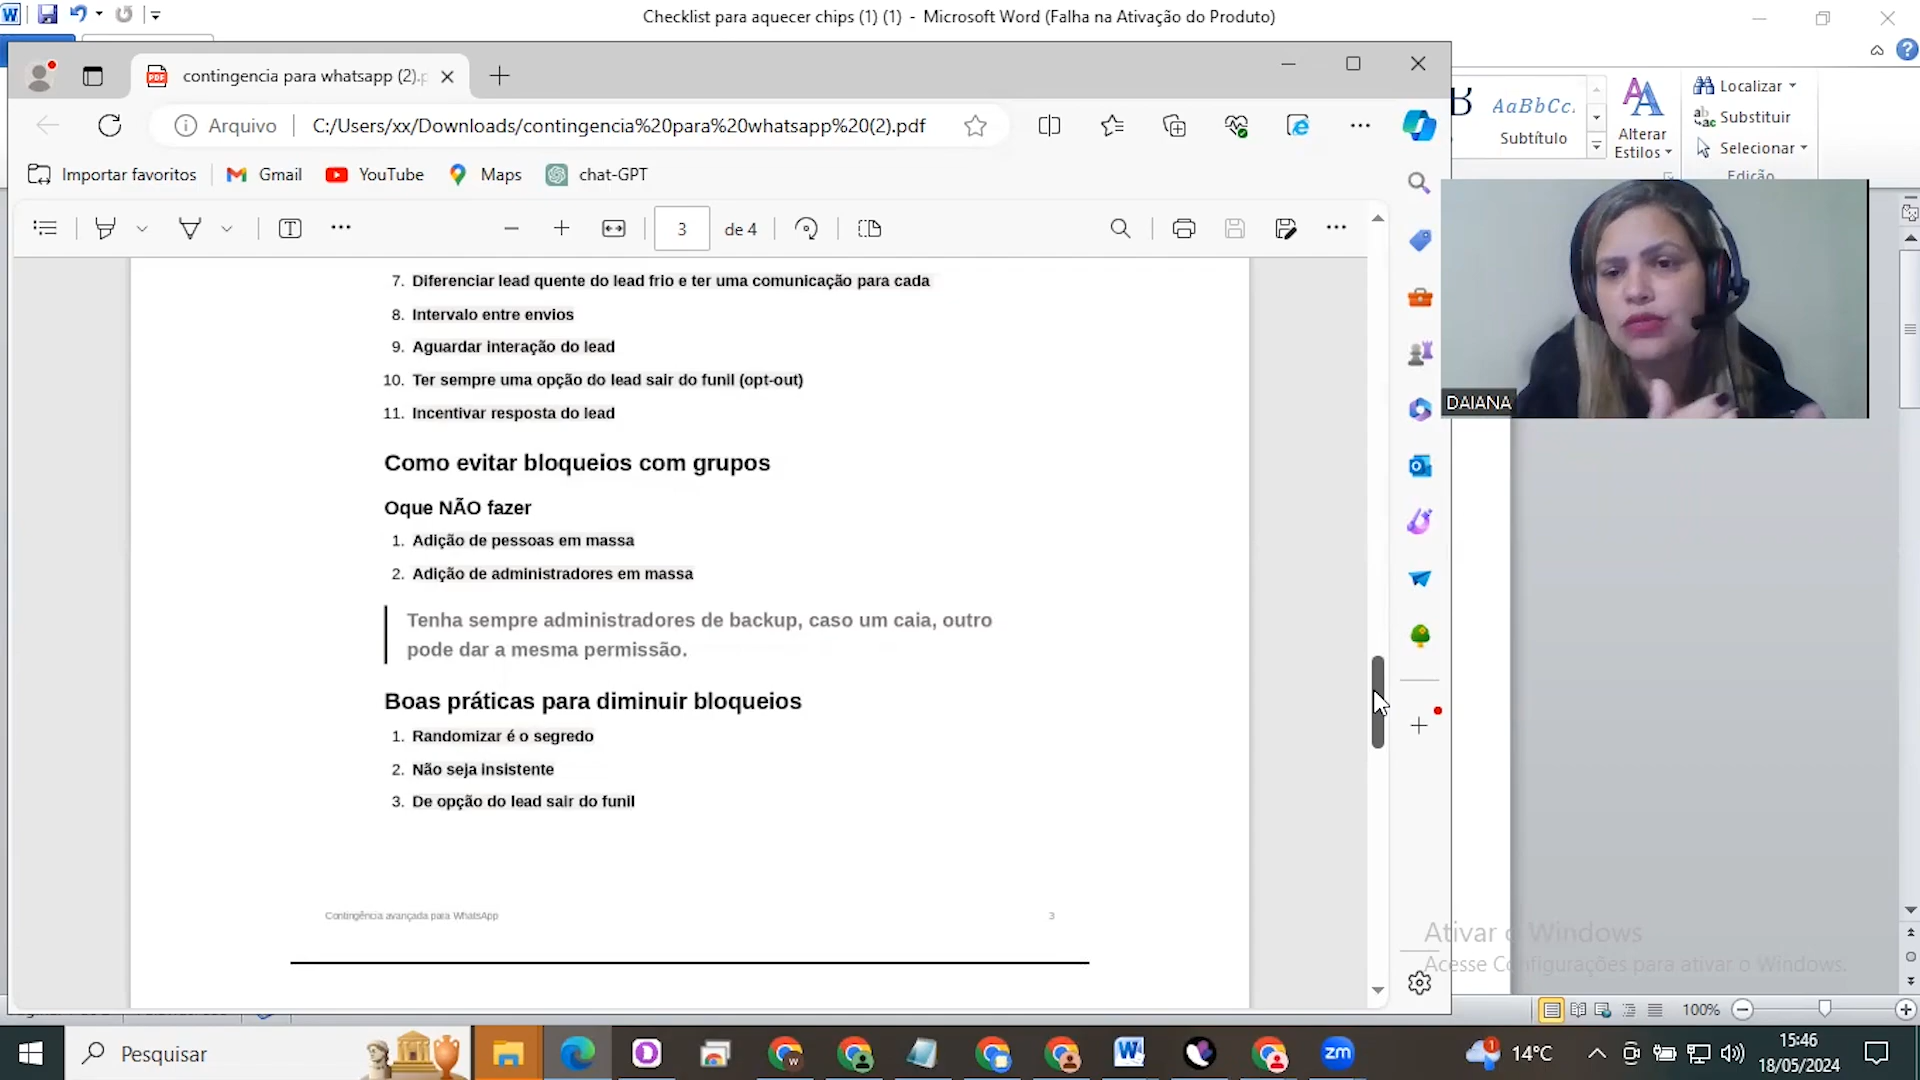 Checklist para aquecer chips (1) (1) - Microsoft Word (Falha na Ativação do Produto)
contingencia para whatsapp (2).p
Arquivo
C:/Users/xx/Downloads/contingencia%20para%20whatsapp%20(2).pdf
Importar favoritos
Gmail
YouTube
Maps
chat-GPT
3 de 4
AaBbCc.
Subtítulo
Alterar
Estilos
Localizar
Substituir
Selecionar
Edição
DAIANA
7. Diferenciar lead quente do lead frio e ter uma comunicação para cada
8. Intervalo entre envios
9. Aguardar interação do lead
10. Ter sempre uma opção do lead sair do funil (opt-out)
11. Incentivar resposta do lead
Como evitar bloqueios com grupos
Oque NÃO fazer
1. Adição de pessoas em massa
2. Adição de administradores em massa
Tenha sempre administradores de backup, caso um caia, outro
pode dar a mesma permissão.
Boas práticas para diminuir bloqueios
1. Randomizar é o segredo
2. Não seja insistente
3. De opção do lead sair do funil
Contingência avançada para WhatsApp
3
Ativar o Windows
Acesse Configurações para ativar o Windows.
100%
Pesquisar
zm
1
14°C
15:46
18/05/2024